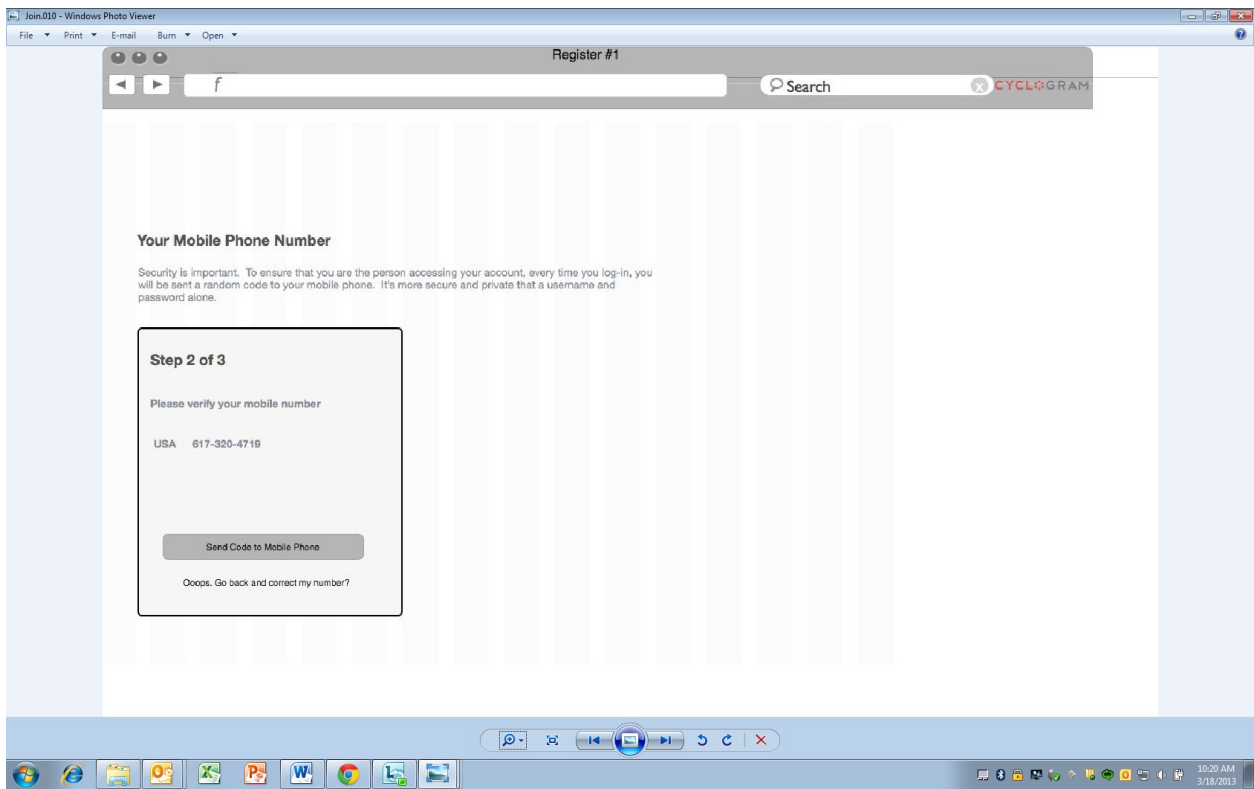 Join.010 - Windows Photo Viewer
File Print E-mail Burn Open
Register #1
f
Search
x CYCLOGRAM
Your Mobile Phone Number
Security is important. To ensure that you are the person accessing your account, every time you log-in, you
will be sent a random code to your mobile phone. It's more secure and private that a username and
password alone.
Step 2 of 3
Please verify your mobile number
USA 617-320-4719
Send Code to Mobile Phone
Ooops. Go back and correct my number?
10:20 AM
3/18/2013